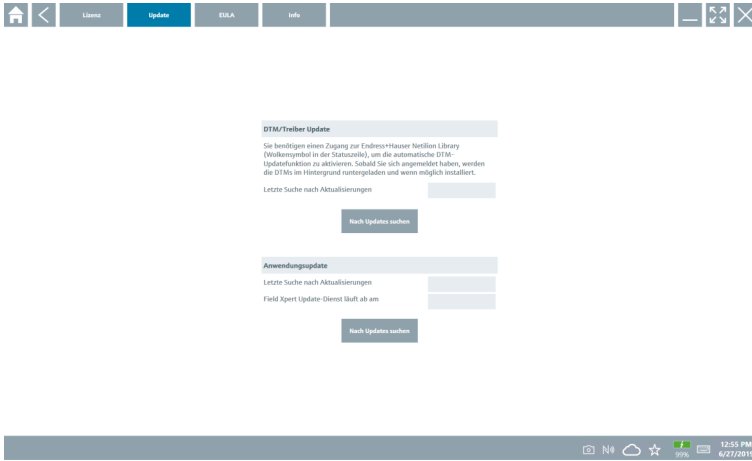 Lizenz
Update
EULA
Info
DTM/Treiber Update
Sie benötigen einen Zugang zur Endress+Hauser Netilion Library
(Wolkensymbol in der Statuszeile), um die automatische DTM-
Updatefunktion zu aktivieren. Sobald Sie sich angemeldet haben, werden
die DTMs im Hintergrund runtergeladen und wenn möglich installiert.
Letzte Suche nach Aktualisierungen
Nach Updates suchen
Anwendungsupdate
Letzte Suche nach Aktualisierungen
Field Xpert Update-Dienst läuft ab am
Nach Updates suchen
99%
12:55 PM